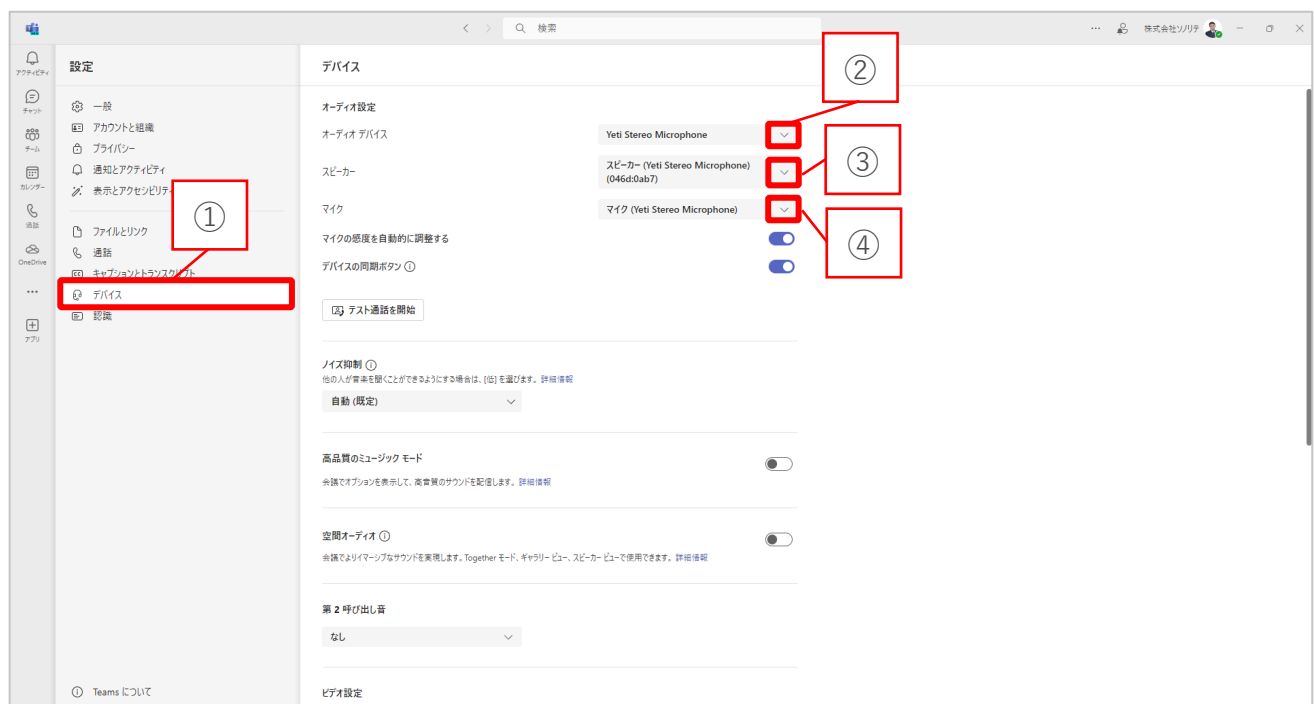 検索
株式会社ソノリテ
アクティビティ
チャット
チーム
カレンダー
通話
OneDrive
アプリ
設定
一般
アカウントと組織
プライバシー
通知とアクティビティ
表示とアクセシビリティ
ファイルとリンク
通話
キャプションとトランスクリプト
デバイス
認識
Teams について
①
デバイス
オーディオ設定
オーディオ デバイス
Yeti Stereo Microphone
②
スピーカー
スピーカー (Yeti Stereo Microphone)
(046d:0ab7)
③
マイク
マイク (Yeti Stereo Microphone)
④
マイクの感度を自動的に調整する
デバイスの同期ボタン
テスト通話を開始
ノイズ抑制
他の人が音楽を聞くことができるようにする場合は、[低] を選びます。 詳細情報
自動 (既定)
高品質のミュージック モード
会議でオプションを表示して、高音質のサウンドを配信します。 詳細情報
空間オーディオ
会議でよりイマーシブなサウンドを実現します。Together モード、ギャラリー ビュー、スピーカー ビューで使用できます。 詳細情報
第 2 呼び出し音
なし
ビデオ設定